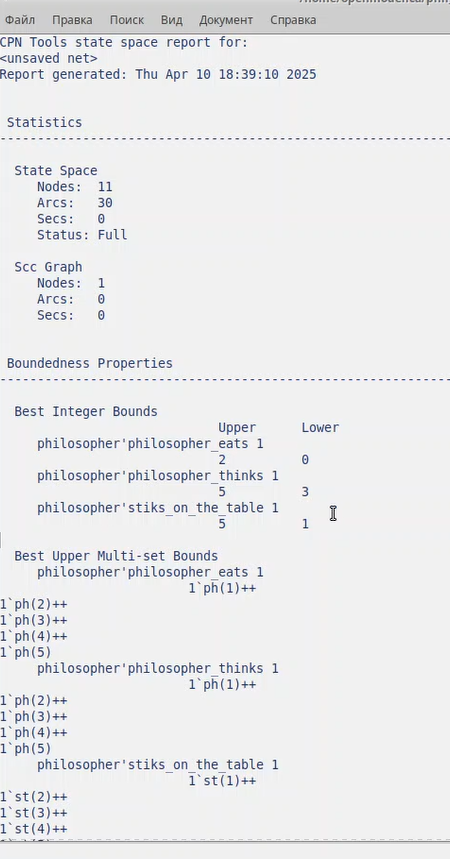 Файл Правка Поиск Вид Документ Справка
CPN Tools state space report for:
<unsaved net>
Report generated: Thu Apr 10 18:39:10 2025
Statistics
------------------------------------------------------------
State Space
Nodes: 11
Arcs: 30
Secs: 0
Status: Full
Scc Graph
Nodes: 1
Arcs: 0
Secs: 0
Boundedness Properties
------------------------------------------------------------
Best Integer Bounds
Upper Lower
philosopher'philosopher_eats 1
2 0
philosopher'philosopher_thinks 1
5 3
philosopher'stiks_on_the_table 1
5 1
Best Upper Multi-set Bounds
philosopher'philosopher_eats 1
1`ph(1)++
1`ph(2)++
1`ph(3)++
1`ph(4)++
1`ph(5)
philosopher'philosopher_thinks 1
1`ph(1)++
1`ph(2)++
1`ph(3)++
1`ph(4)++
1`ph(5)
philosopher'stiks_on_the_table 1
1`st(1)++
1`st(2)++
1`st(3)++
1`st(4)++